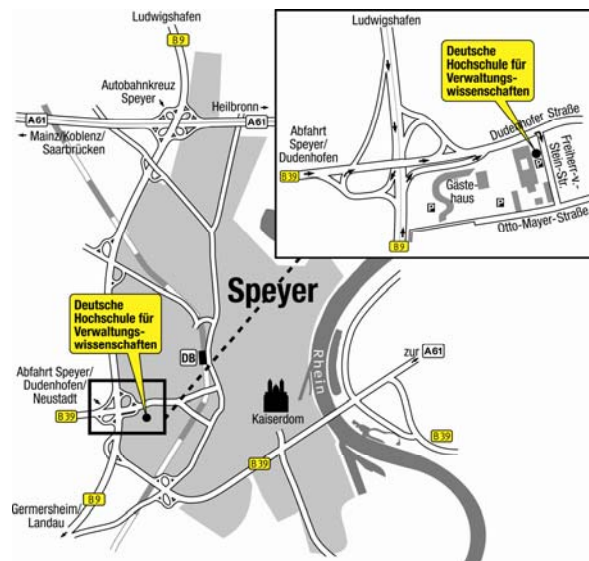 Ludwigshafen
B9
Autobahnkreuz
Speyer
Heilbronn
A61
A61
Mainz/Koblenz/
Saarbrücken
Deutsche
Hochschule für
Verwaltungs-
wissenschaften
Abfahrt Speyer/
Dudenhofen/
Neustadt
B39
B9
Germersheim/
Landau
Speyer
DB
Kaiserdom
Rhein
zur A61
B39
B39
Ludwigshafen
Deutsche
Hochschule für
Verwaltungs-
wissenschaften
Abfahrt
Speyer/
Dudenhofen
B39
Dudenhofer Straße
Freiherr-v.-
Stein-Str.
Gäste-
haus
P
P
Otto-Mayer-Straße
B9